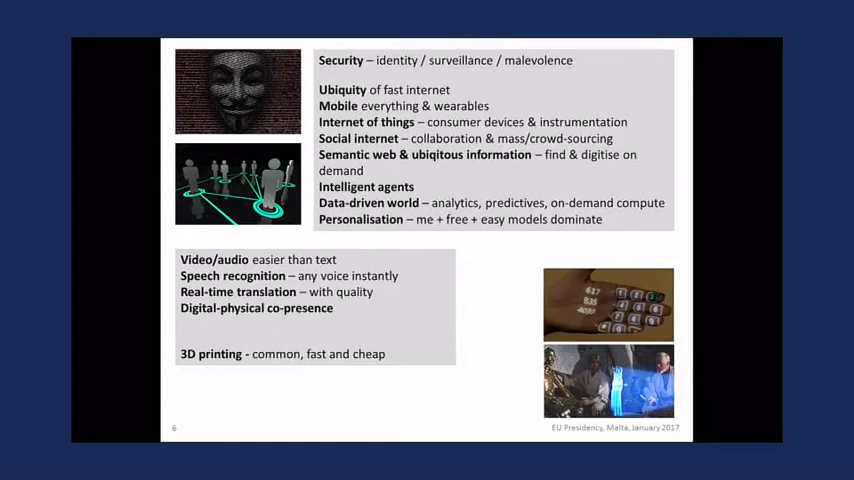 Security – identity / surveillance / malevolence
Ubiquity of fast internet
Mobile everything & wearables
Internet of things – consumer devices & instrumentation
Social internet – collaboration & mass/crowd-sourcing
Semantic web & ubiqitous information – find & digitise on
demand
Intelligent agents
Data-driven world – analytics, predictives, on-demand compute
Personalisation – me + free + easy models dominate
Video/audio easier than text
Speech recognition – any voice instantly
Real-time translation – with quality
Digital-physical co-presence
3D printing - common, fast and cheap
617
835
4037
6
EU Presidency, Malta, January 2017